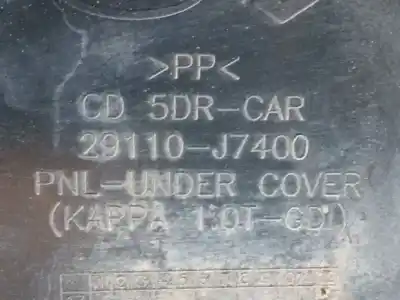 >PP<
CD 5DR-CAR
29110-J7400
PNL-UNDER COVER
(KAPPA 1.0T-GDI)